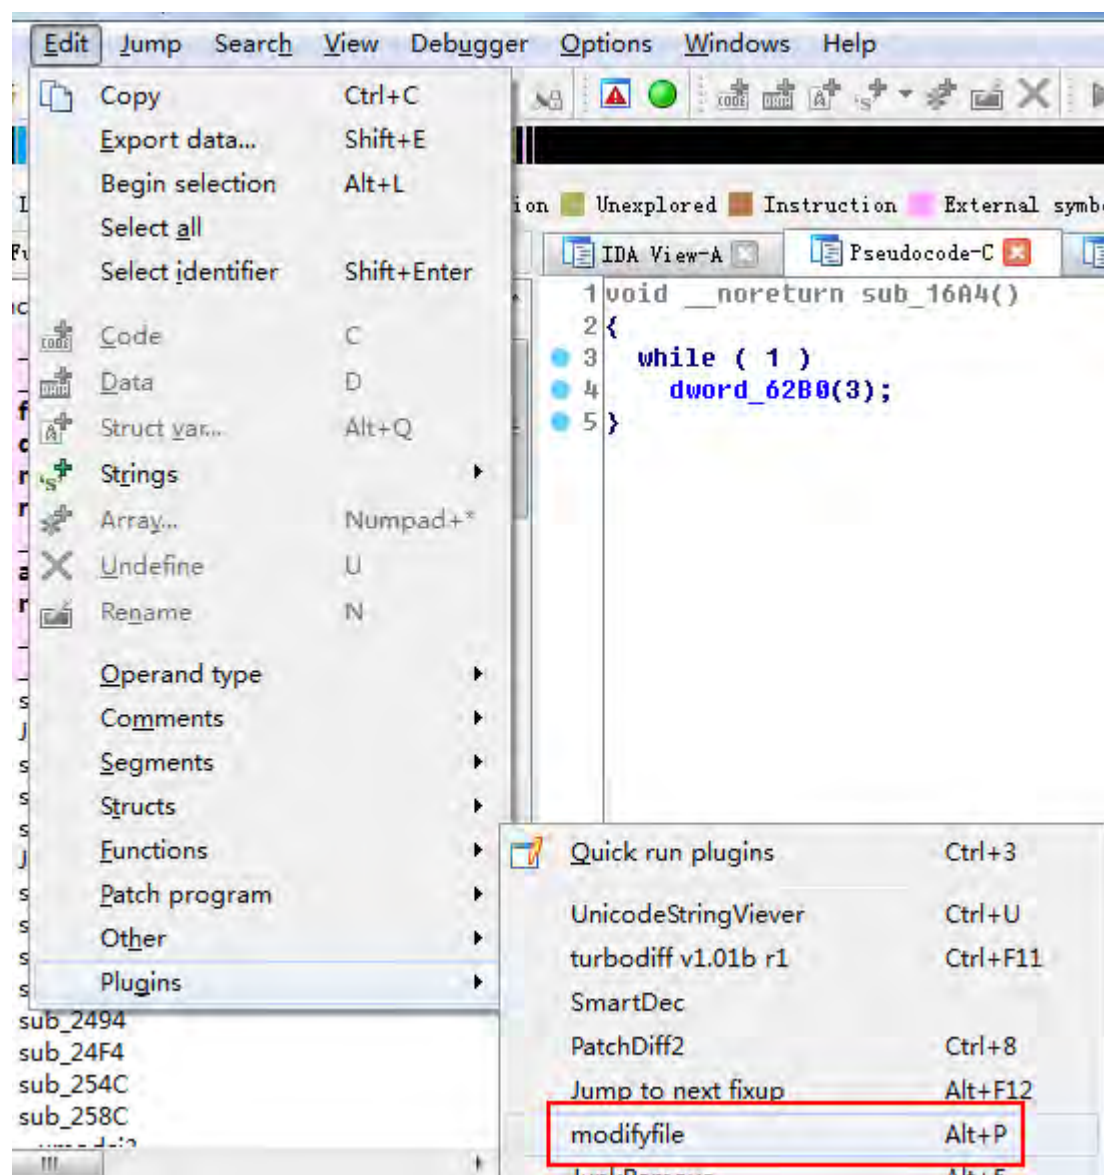 Edit Jump Search View Debugger Options Windows Help
Copy Ctrl+C
Export data... Shift+E
Begin selection Alt+L
Select all
Select identifier Shift+Enter
Code C
Data D
Struct var... Alt+Q
Strings
Array... Numpad+*
Undefine U
Rename N
Operand type
Comments
Segments
Structs
Functions
Patch program
Other
Plugins
Unexplored Instruction External
IDA View-A Pseudocode-C
1 void __noreturn sub_16A4()
2 {
3 while ( 1 )
4 dword_62B0(3);
5 }
Quick run plugins Ctrl+3
UnicodeStringViever Ctrl+U
turbodiff v1.01b r1 Ctrl+F11
SmartDec
PatchDiff2 Ctrl+8
Jump to next fixup Alt+F12
modifyfile Alt+P
sub_2494
sub_24F4
sub_254C
sub_258C